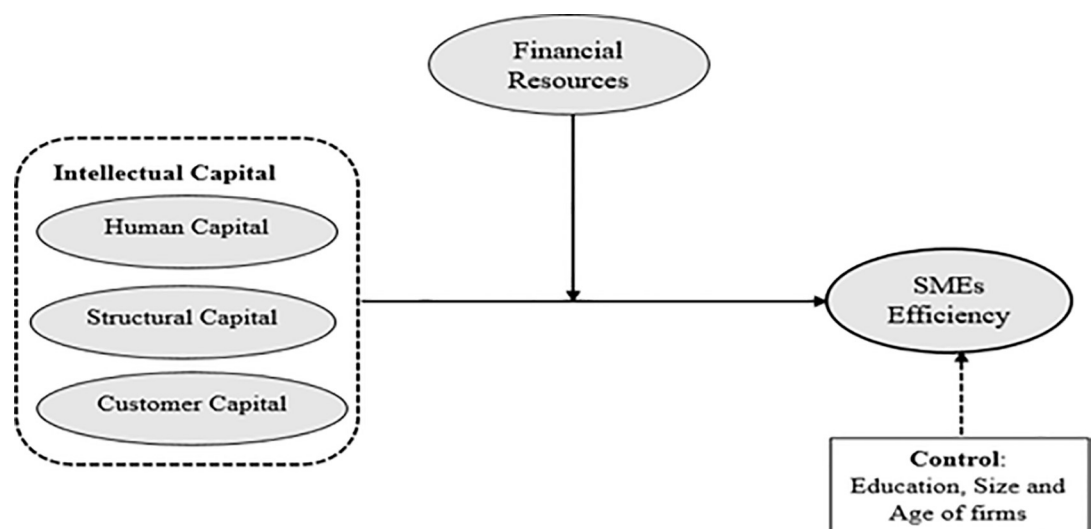 Financial
Resources
Intellectual Capital
Human Capital
Structural Capital
Customer Capital
SMEs
Efficiency
Control:
Education, Size and
Age of firms